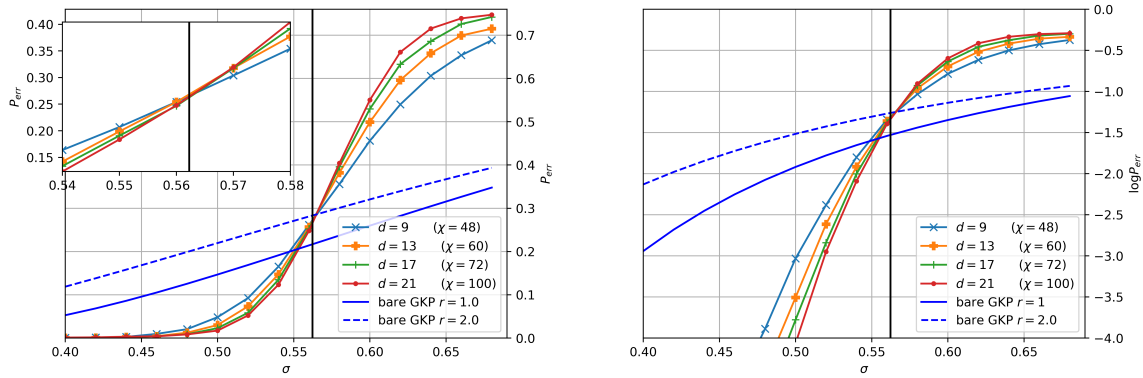 0.40
0.35
0.30
0.25
0.20
0.15
P_err
0.54 0.55 0.56 0.57 0.58
0.7
0.6
0.5
0.4
0.3
0.2
0.1
0.0
P_err
d = 9 (χ = 48)
d = 13 (χ = 60)
d = 17 (χ = 72)
d = 21 (χ = 100)
bare GKP r = 1.0
bare GKP r = 2.0
0.40 0.45 0.50 0.55 0.60 0.65
σ
0.0
−0.5
−1.0
−1.5
−2.0
−2.5
−3.0
−3.5
−4.0
logP_err
d = 9 (χ = 48)
d = 13 (χ = 60)
d = 17 (χ = 72)
d = 21 (χ = 100)
bare GKP r = 1
bare GKP r = 2.0
0.40 0.45 0.50 0.55 0.60 0.65
σ